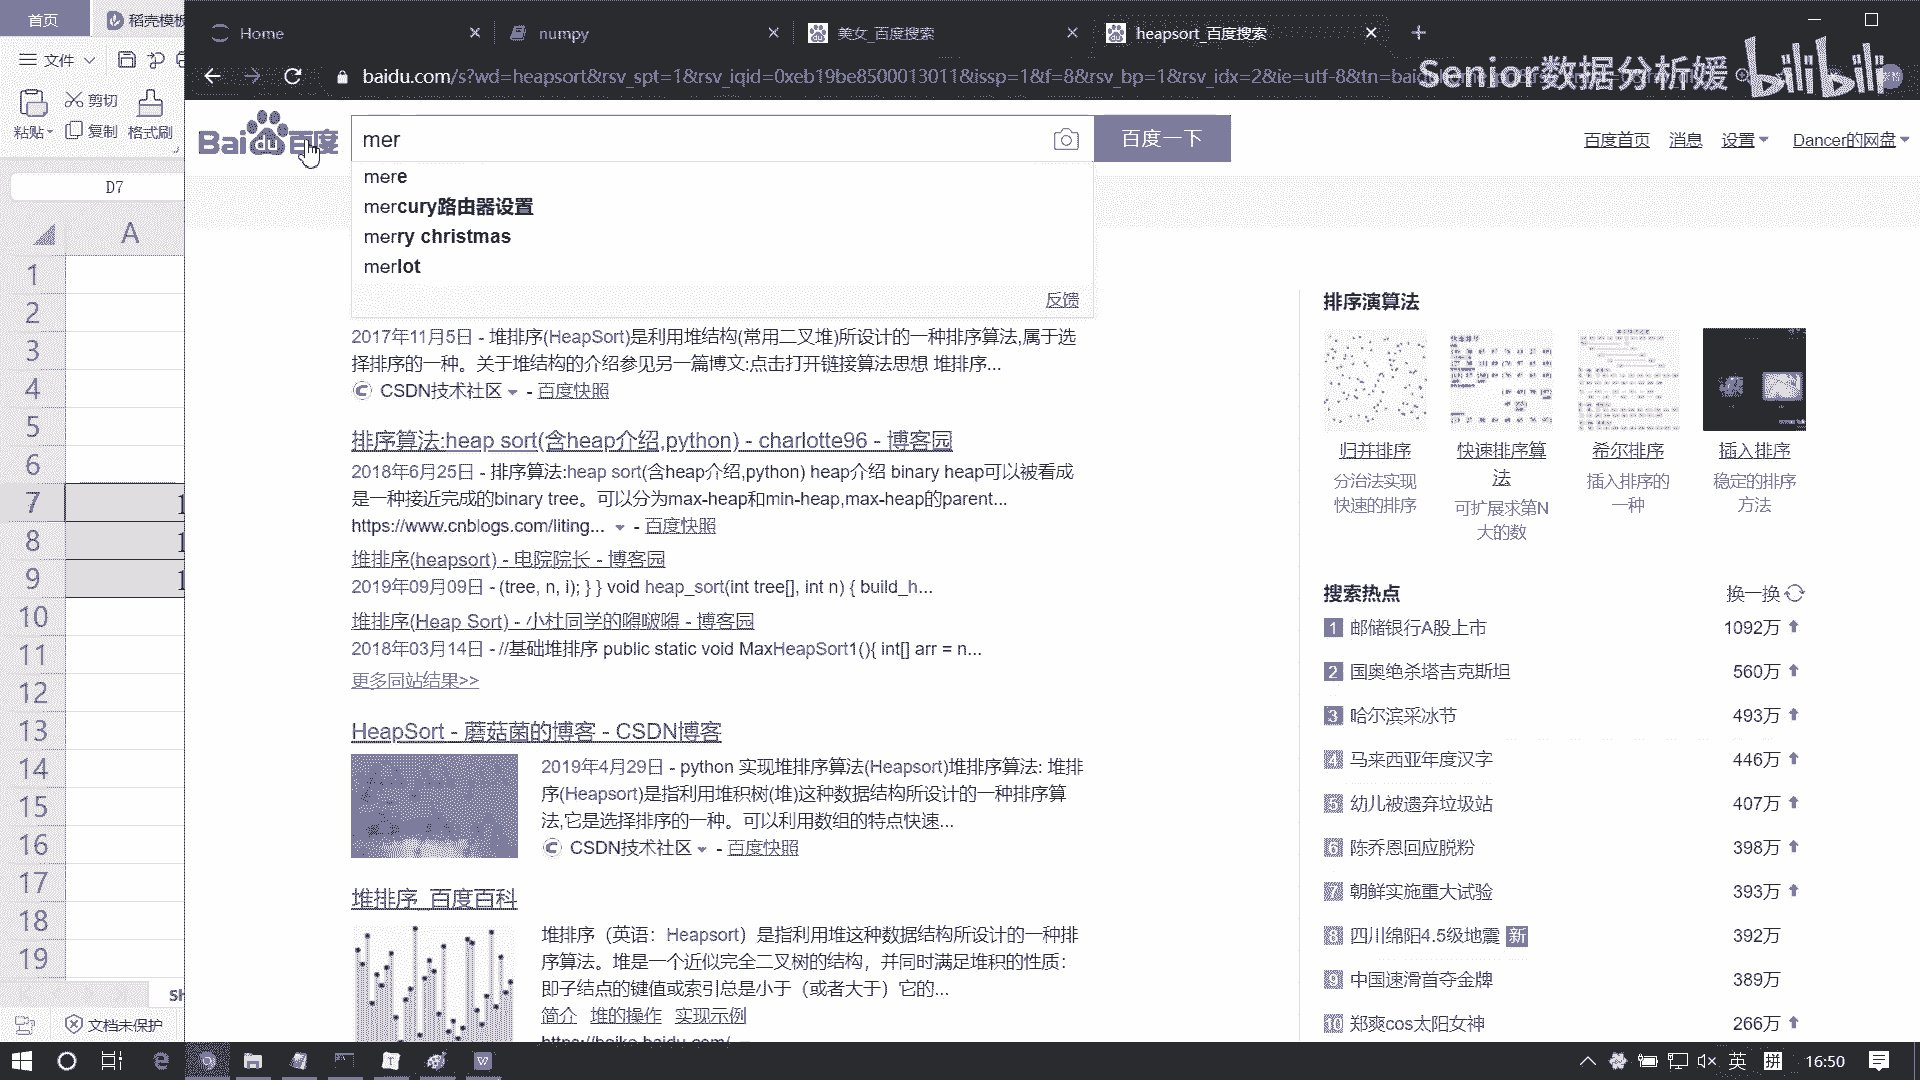 首页
稻壳模板
Home
numpy
美女_百度搜索
heapsort_百度搜索
文件
baidu.com/s?wd=heapsort&rsv_spt=1&rsv_iqid=0xeb19be8500013011&issp=1&f=8&rsv_bp=1&rsv_idx=2&ie=utf-8&tn=baid
Senior数据分析媛
bilibili
剪切
粘贴
复制
格式刷
Bai du 百度
mer
百度一下
百度首页
消息
设置
Dancer的网盘
mere
mercury路由器设置
merry christmas
merlot
反馈
D7
A
1
2
3
4
5
6
7
8
9
10
11
12
13
14
15
16
17
18
19
1
1
1
2017年11月5日 - 堆排序(HeapSort)是利用堆结构(常用二叉堆)所设计的一种排序算法,属于选
择排序的一种。关于堆结构的介绍参见另一篇博文:点击打开链接算法思想 堆排序...
CSDN技术社区 - 百度快照
排序算法:heap sort(含heap介绍,python) - charlotte96 - 博客园
2018年6月25日 - 排序算法:heap sort(含heap介绍,python) heap介绍 binary heap可以被看成
是一种接近完成的binary tree。可以分为max-heap和min-heap,max-heap的parent...
https://www.cnblogs.com/liting... - 百度快照
堆排序(heapsort) - 电院院长 - 博客园
2019年09月09日 - (tree, n, i); } } void heap_sort(int tree[], int n) { build_h...
堆排序(Heap Sort) - 小杜同学的嘚啵嘚 - 博客园
2018年03月14日 - //基础堆排序 public static void MaxHeapSort1(){ int[] arr = n...
更多同站结果>>
HeapSort - 蘑菇菌的博客 - CSDN博客
2019年4月29日 - python 实现堆排序算法(Heapsort)堆排序算法: 堆排
序(Heapsort)是指利用堆积树(堆)这种数据结构所设计的一种排序算
法,它是选择排序的一种。可以利用数组的特点快速...
CSDN技术社区 - 百度快照
堆排序_百度百科
堆排序（英语：Heapsort）是指利用堆这种数据结构所设计的一种排
序算法。堆是一个近似完全二叉树的结构，并同时满足堆积的性质：
即子结点的键值或索引总是小于（或者大于）它的...
简介 堆的操作 实现示例
https://baike.baidu.com/
排序演算法
快速排序
归并排序
分治法实现
快速的排序
快速排序算
法
可扩展求第N
大的数
希尔排序
插入排序的
一种
插入排序
稳定的排序
方法
搜索热点
换一换
1 邮储银行A股上市 1092万
2 国奥绝杀塔吉克斯坦 560万
3 哈尔滨采冰节 493万
4 马来西亚年度汉字 446万
5 幼儿被遗弃垃圾站 407万
6 陈乔恩回应脱粉 398万
7 朝鲜实施重大试验 393万
8 四川绵阳4.5级地震 新 392万
9 中国速滑首夺金牌 389万
10 郑爽cos太阳女神 266万
文档未保护
英
拼
16:50